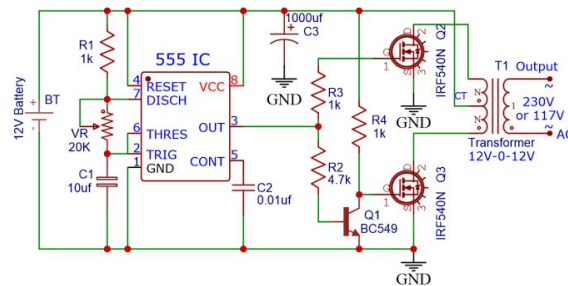 1000uf
C3
GND
R1
1k
555 IC
4
RESET
VCC
8
7
DISCH
12V Battery
BT
VR
20K
6
THRES
OUT
3
2
TRIG
CONT
5
1
GND
C1
10uf
C2
0.01uf
R3
1k
R4
1k
R2
4.7k
Q1
BC549
Q2
IRF540N
GND
Q3
IRF540N
GND
T1
Output
CT
N
N
1
230V
or 117V
AC
Transformer
12V-0-12V